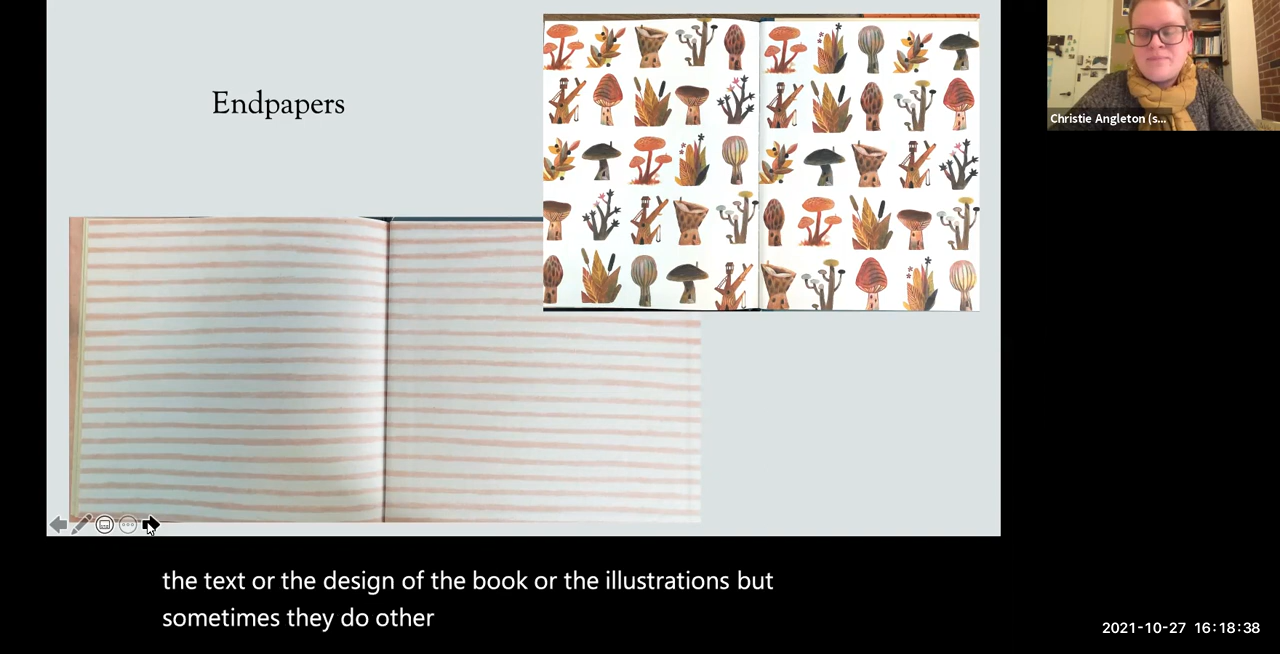 Endpapers
Christie Angleton (s...
the text or the design of the book or the illustrations but
sometimes they do other
2021-10-27 16:18:38